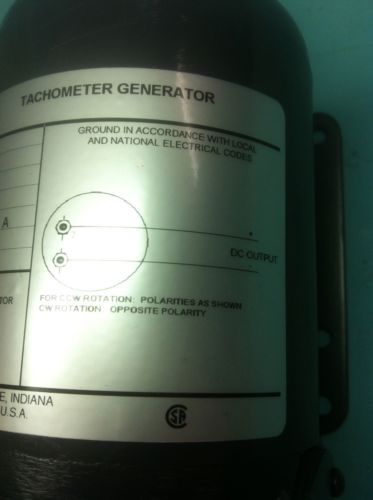 TACHOMETER GENERATOR
GROUND IN ACCORDANCE WITH LOCAL
AND NATIONAL ELECTRICAL CODES
A
+
DC OUTPUT
-
TOR
FOR CCW ROTATION: POLARITIES AS SHOWN
CW ROTATION: OPPOSITE POLARITY
E, INDIANA
U.S.A.
SA